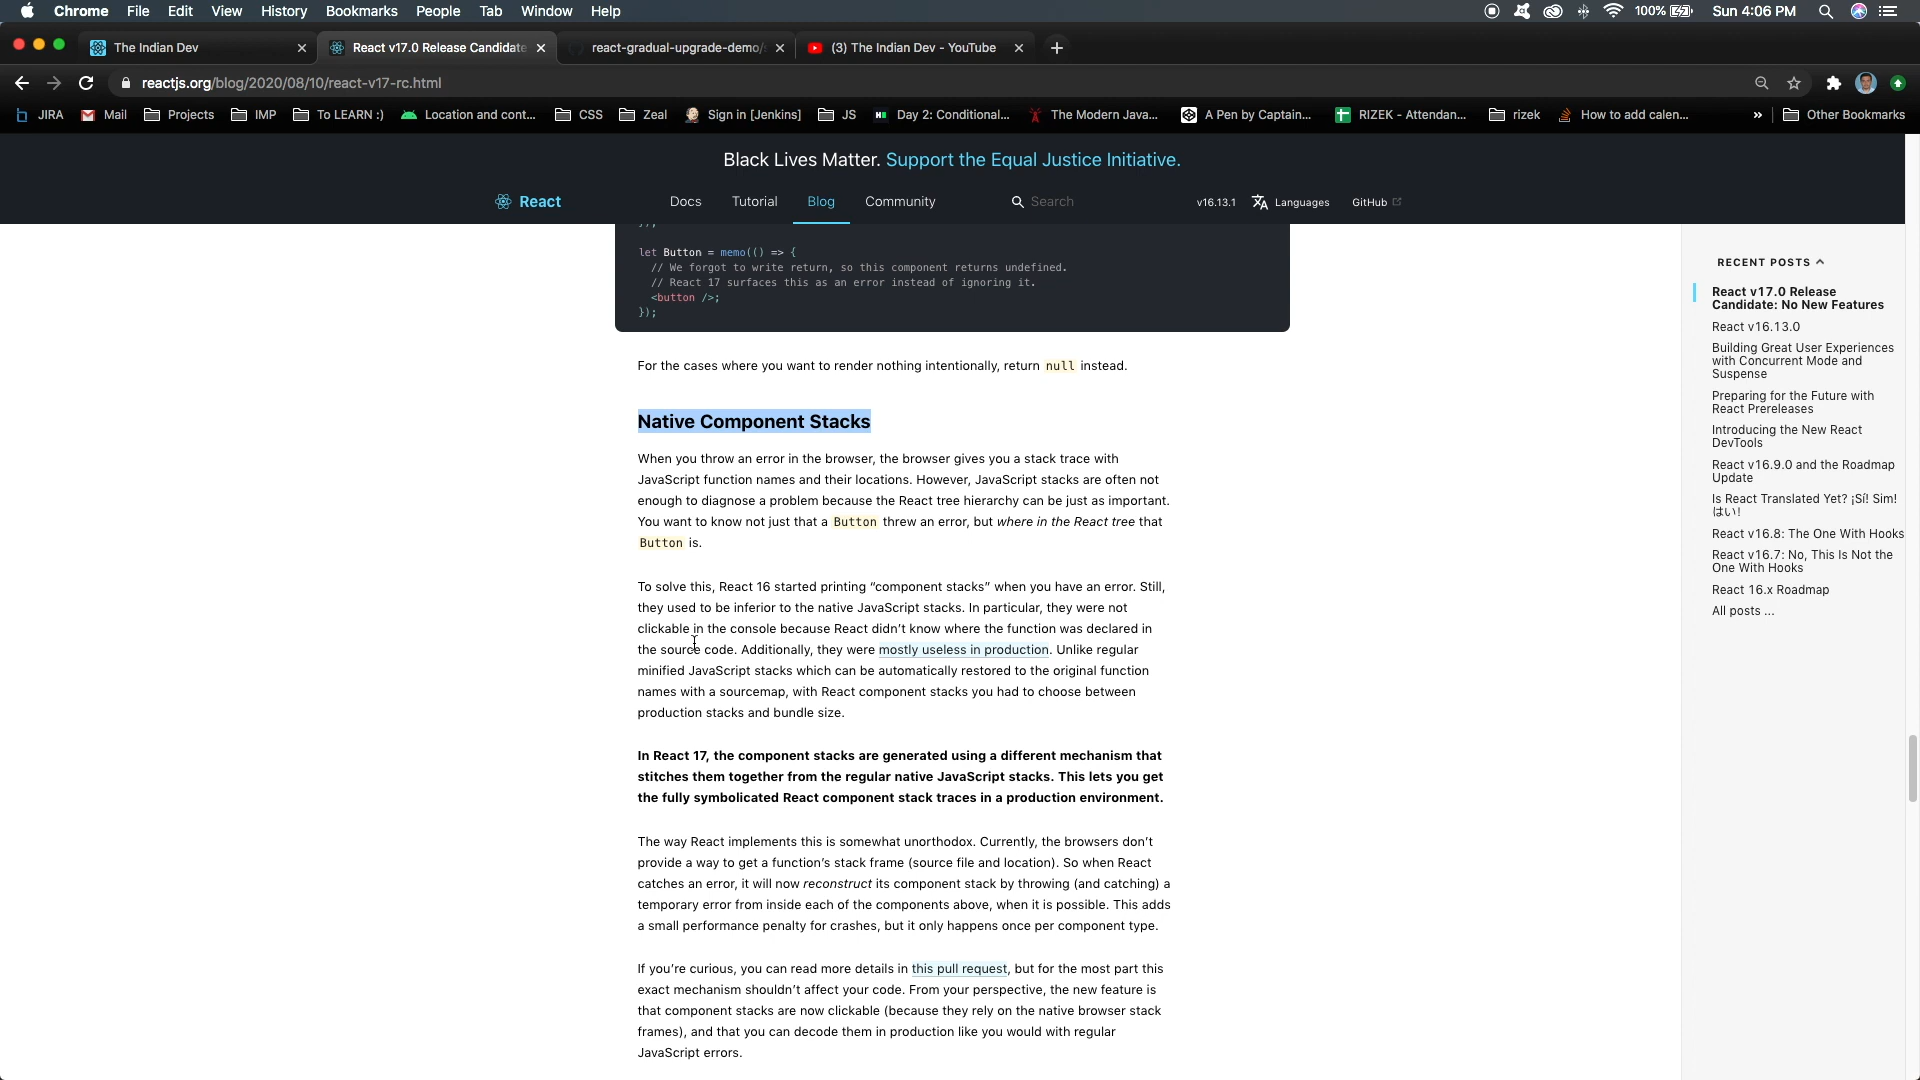 Chrome File Edit View History Bookmarks People Tab Window Help 100% Sun 4:06 PM
The Indian Dev
React v17.0 Release Candidate
react-gradual-upgrade-demo/
(3) The Indian Dev - YouTube
reactjs.org/blog/2020/08/10/react-v17-rc.html
JIRA Mail Projects IMP To LEARN :) Location and cont... CSS Zeal Sign in [Jenkins] JS Day 2: Conditional... The Modern Java... A Pen by Captain... RIZEK - Attendan... rizek How to add calen... » Other Bookmarks
Black Lives Matter. Support the Equal Justice Initiative.
React Docs Tutorial Blog Community Search v16.13.1 Languages GitHub
let Button = memo(() => {
// We forgot to write return, so this component returns undefined.
// React 17 surfaces this as an error instead of ignoring it.
<button />;
});
For the cases where you want to render nothing intentionally, return null instead.
Native Component Stacks
When you throw an error in the browser, the browser gives you a stack trace with
JavaScript function names and their locations. However, JavaScript stacks are often not
enough to diagnose a problem because the React tree hierarchy can be just as important.
You want to know not just that a Button threw an error, but where in the React tree that
Button is.
To solve this, React 16 started printing “component stacks” when you have an error. Still,
they used to be inferior to the native JavaScript stacks. In particular, they were not
clickable in the console because React didn’t know where the function was declared in
the source code. Additionally, they were mostly useless in production. Unlike regular
minified JavaScript stacks which can be automatically restored to the original function
names with a sourcemap, with React component stacks you had to choose between
production stacks and bundle size.
In React 17, the component stacks are generated using a different mechanism that
stitches them together from the regular native JavaScript stacks. This lets you get
the fully symbolicated React component stack traces in a production environment.
The way React implements this is somewhat unorthodox. Currently, the browsers don’t
provide a way to get a function’s stack frame (source file and location). So when React
catches an error, it will now reconstruct its component stack by throwing (and catching) a
temporary error from inside each of the components above, when it is possible. This adds
a small performance penalty for crashes, but it only happens once per component type.
If you’re curious, you can read more details in this pull request, but for the most part this
exact mechanism shouldn’t affect your code. From your perspective, the new feature is
that component stacks are now clickable (because they rely on the native browser stack
frames), and that you can decode them in production like you would with regular
JavaScript errors.
RECENT POSTS
React v17.0 Release
Candidate: No New Features
React v16.13.0
Building Great User Experiences
with Concurrent Mode and
Suspense
Preparing for the Future with
React Prereleases
Introducing the New React
DevTools
React v16.9.0 and the Roadmap
Update
Is React Translated Yet? ¡Sí! Sim!
はい!
React v16.8: The One With Hooks
React v16.7: No, This Is Not the
One With Hooks
React 16.x Roadmap
All posts ...